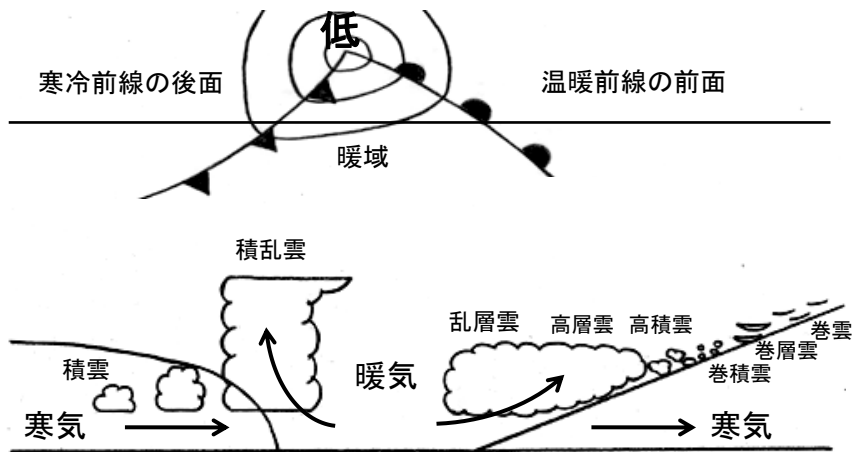 低
寒冷前線の後面
温暖前線の前面
暖域
積乱雲
乱層雲
高層雲
高積雲
巻雲
巻層雲
巻積雲
積雲
暖気
寒気
寒気